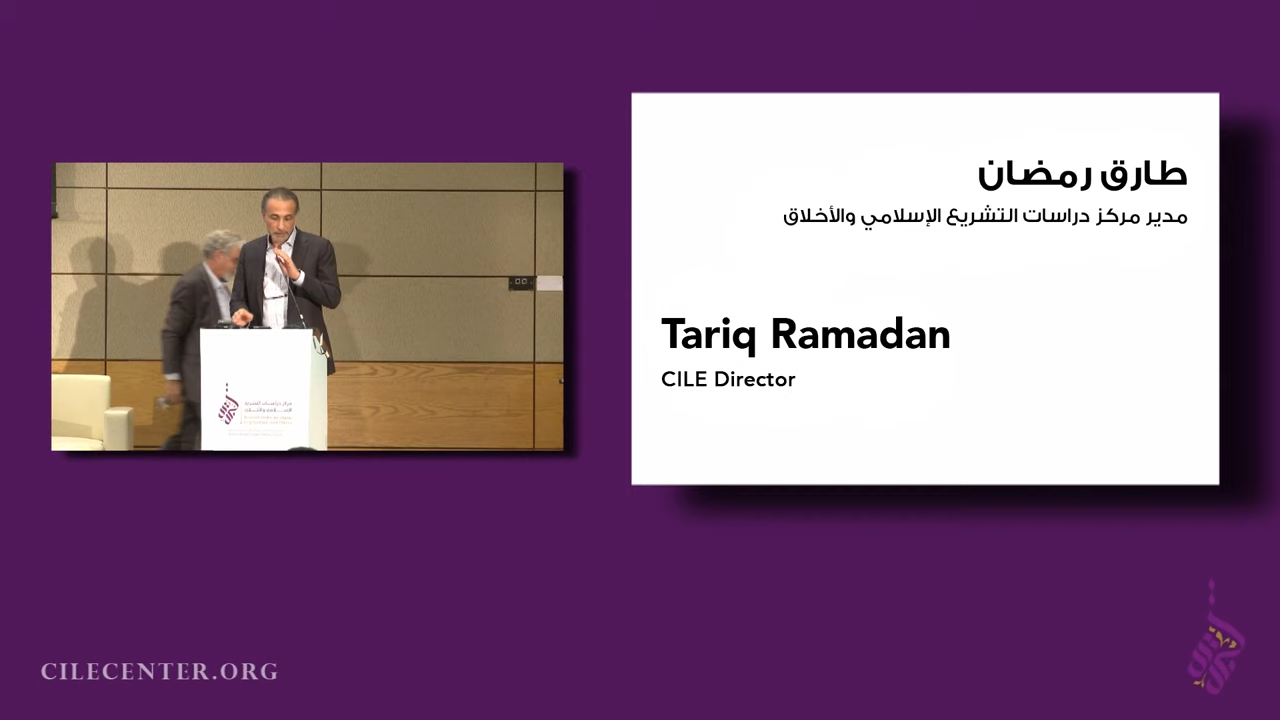 طارق رمضان
مدير مركز دراسات التشريع الإسلامي والأخلاق
Tariq Ramadan
CILE Director
CILECENTER.ORG